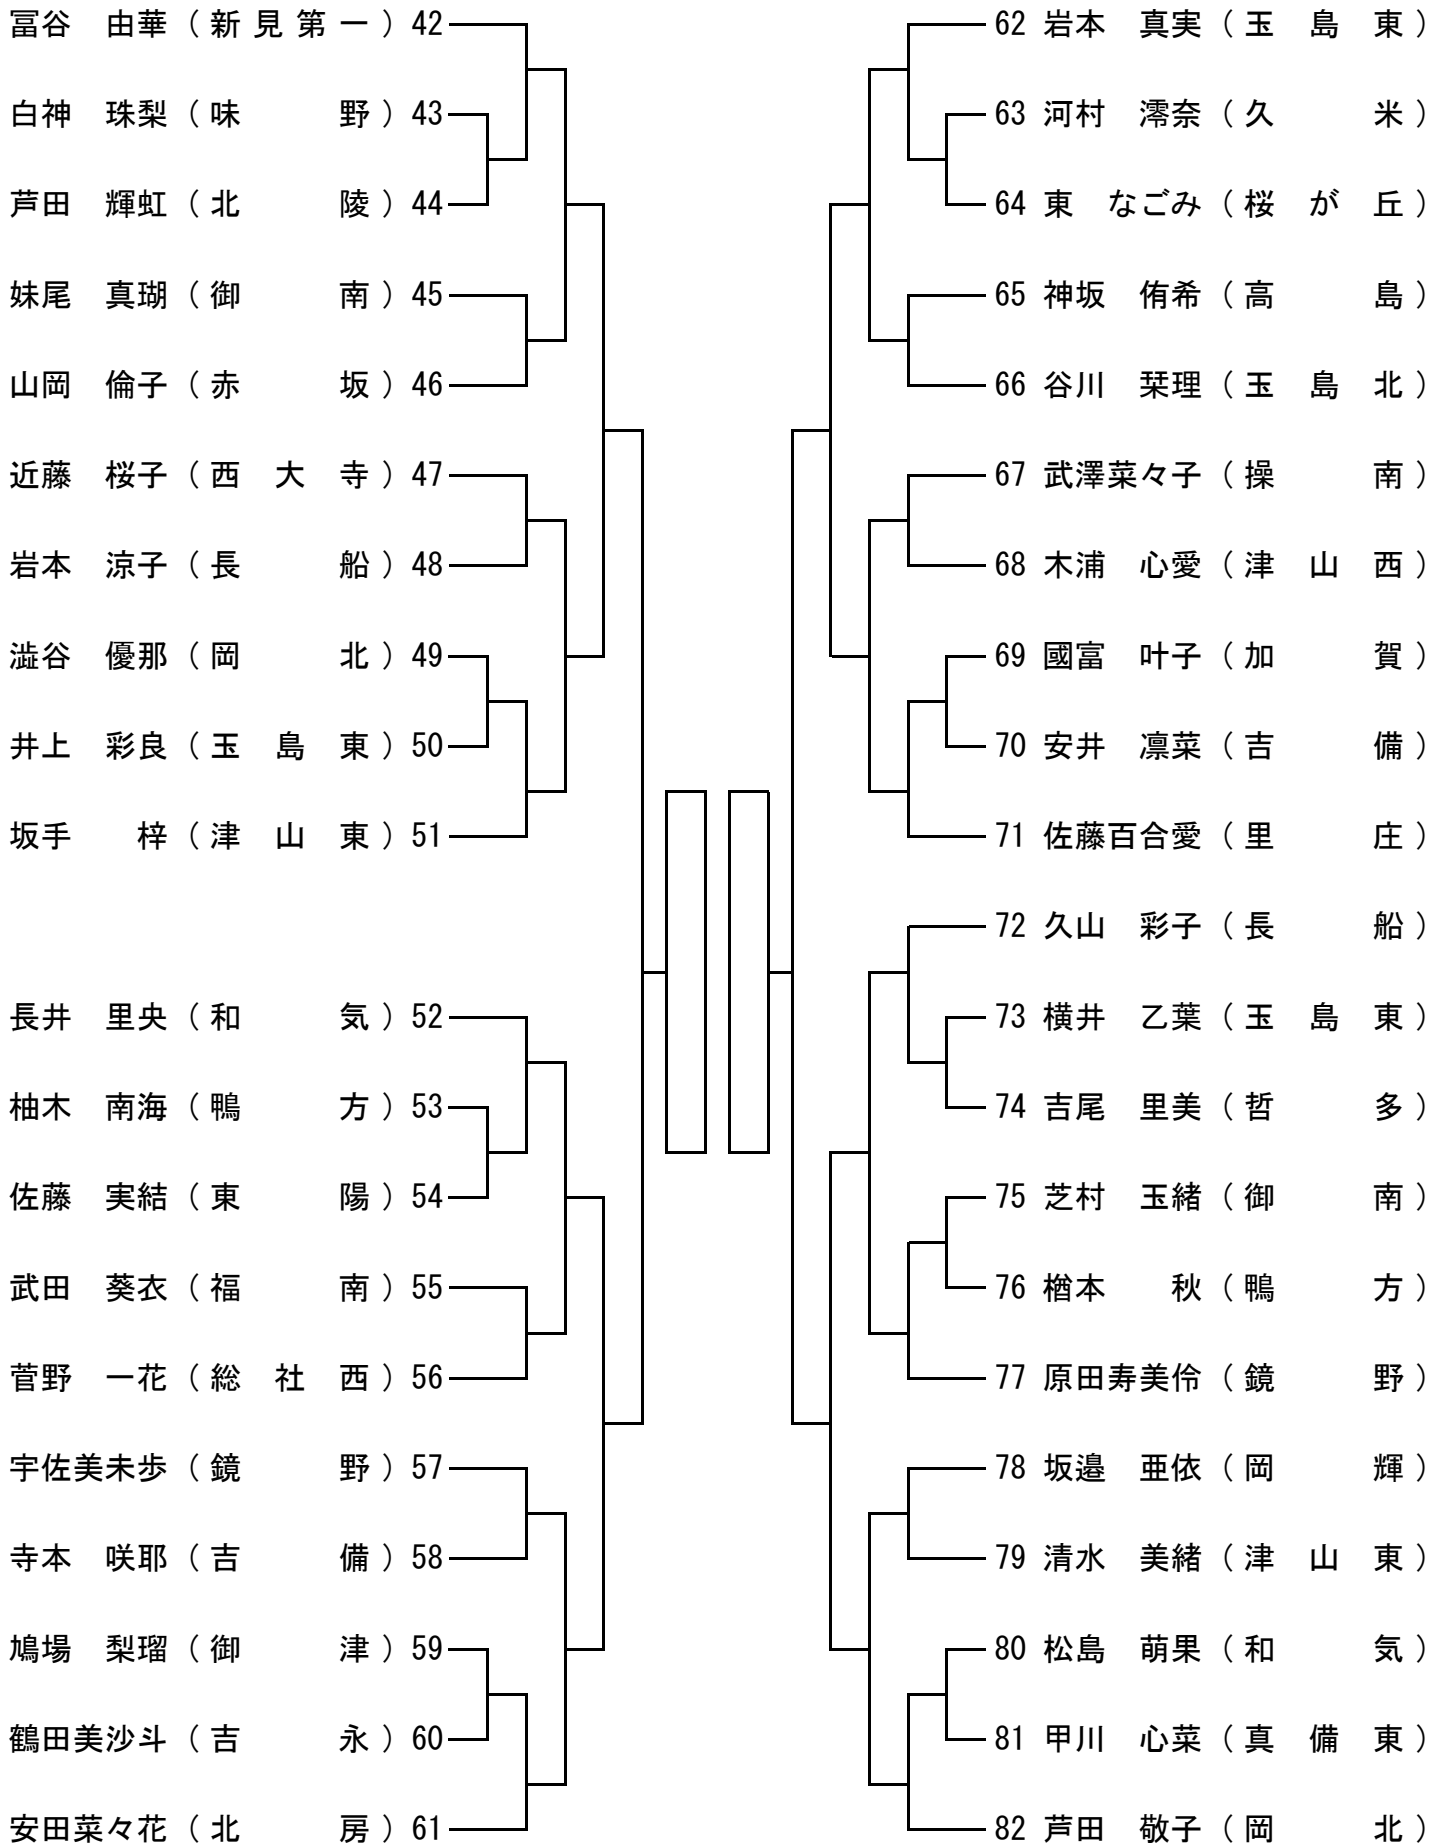 冨谷　由華（新見第一）42
白神　珠梨（味野）43
芦田　輝虹（北陵）44
妹尾　真瑚（御南）45
山岡　倫子（赤坂）46
近藤　桜子（西大寺）47
岩本　涼子（長船）48
澁谷　優那（岡北）49
井上　彩良（玉島東）50
坂手　梓（津山東）51
長井　里央（和気）52
柚木　南海（鴨方）53
佐藤　実結（東陽）54
武田　葵衣（福南）55
菅野　一花（総社西）56
宇佐美未歩（鏡野）57
寺本　咲耶（吉備）58
鳩場　梨瑠（御津）59
鶴田美沙斗（吉永）60
安田菜々花（北房）61
62 岩本　真実（玉島東）
63 河村　澪奈（久米）
64 東　なごみ（桜が丘）
65 神坂　侑希（高島）
66 谷川　栞理（玉島北）
67 武澤菜々子（操南）
68 木浦　心愛（津山西）
69 國富　叶子（加賀）
70 安井　凛菜（吉備）
71 佐藤百合愛（里庄）
72 久山　彩子（長船）
73 横井　乙葉（玉島東）
74 吉尾　里美（哲多）
75 芝村　玉緒（御南）
76 楢本　秋（鴨方）
77 原田寿美伶（鏡野）
78 坂邉　亜依（岡輝）
79 清水　美緒（津山東）
80 松島　萌果（和気）
81 甲川　心菜（真備東）
82 芦田　敬子（岡北）